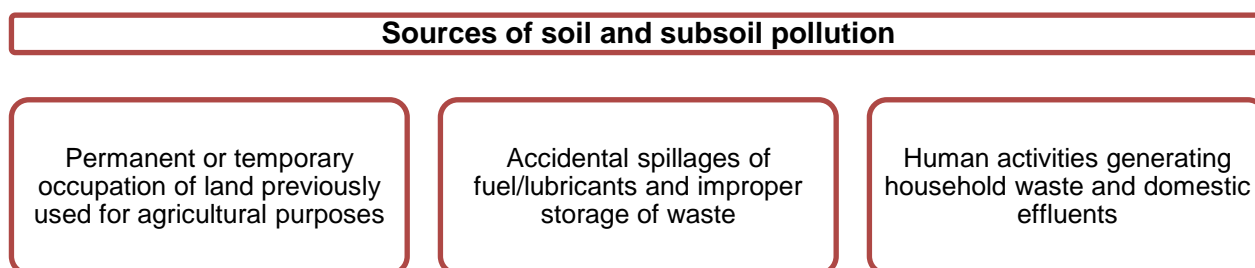 Sources of soil and subsoil pollution
Permanent or temporary
occupation of land previously
used for agricultural purposes
Accidental spillages of
fuel/lubricants and improper
storage of waste
Human activities generating
household waste and domestic
effluents